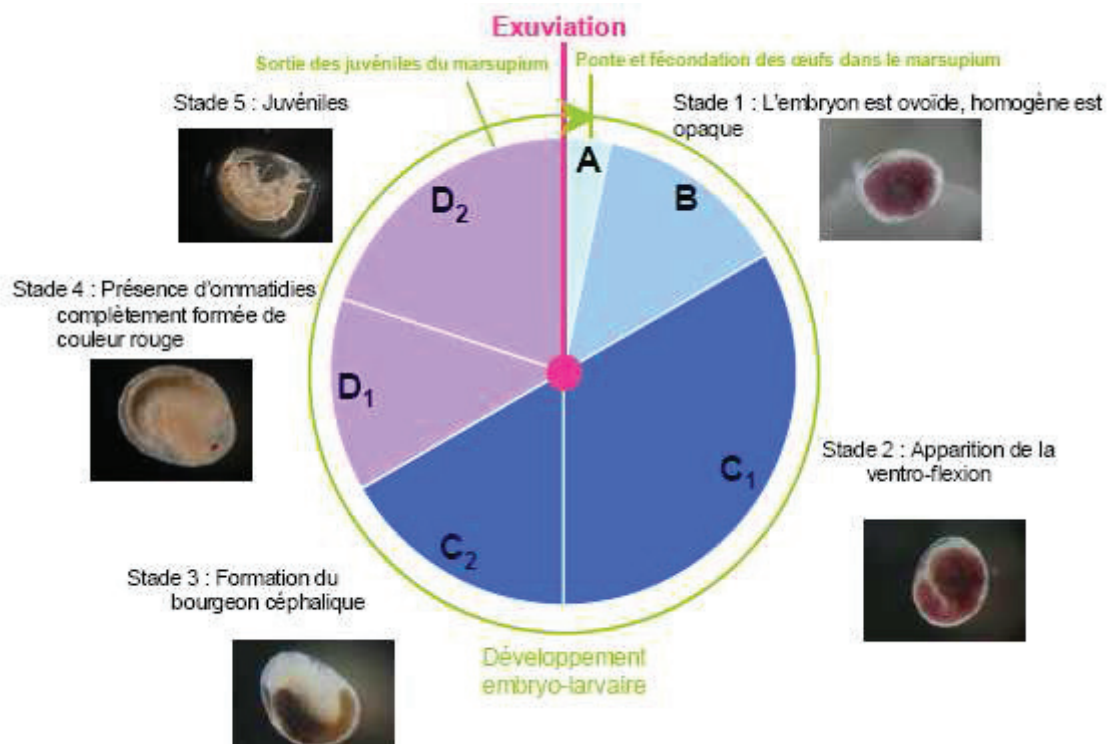 Exuviation
Sortie des juvéniles du marsupium
Ponte et fécondation des œufs dans le marsupium
Stade 5 : Juvéniles
Stade 1 : L'embryon est ovoïde, homogène est
opaque
A
B
D2
Stade 4 : Présence d'ommatidies
complètement formée de
couleur rouge
D1
C1
Stade 2 : Apparition de la
ventro-flexion
C2
Stade 3 : Formation du
bourgeon céphalique
Développement
embryo-larvaire